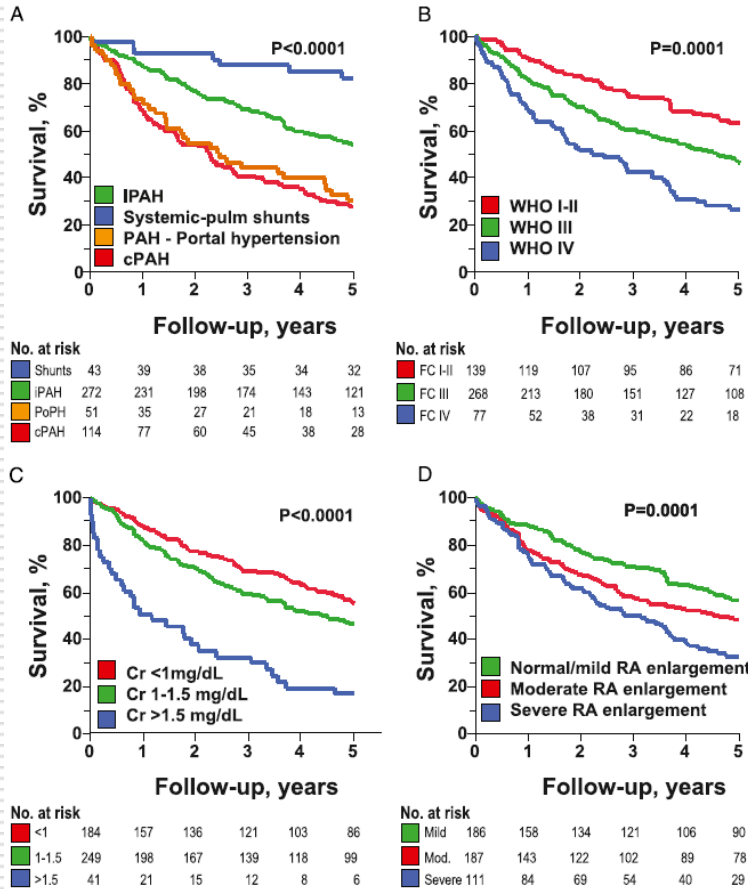 A
P<0.0001
Survival, %
100
80
60
40
20
0
IPAH
Systemic-pulm shunts
PAH - Portal hypertension
cPAH
0 1 2 3 4 5
Follow-up, years
No. at risk
Shunts 43 39 38 35 34 32
iPAH 272 231 198 174 143 121
PoPH 51 35 27 21 18 13
cPAH 114 77 60 45 38 28
B
P=0.0001
Survival, %
100
80
60
40
20
0
WHO I-II
WHO III
WHO IV
0 1 2 3 4 5
Follow-up, years
No. at risk
FC I-II 139 119 107 95 86 71
FC III 268 213 180 151 127 108
FC IV 77 52 38 31 22 18
C
P<0.0001
Survival, %
100
80
60
40
20
0
Cr <1mg/dL
Cr 1-1.5 mg/dL
Cr >1.5 mg/dL
0 1 2 3 4 5
Follow-up, years
No. at risk
<1 184 157 136 121 103 86
1-1.5 249 198 167 139 118 99
>1.5 41 21 15 12 8 6
D
P=0.0001
Survival, %
100
80
60
40
20
0
Normal/mild RA enlargement
Moderate RA enlargement
Severe RA enlargement
0 1 2 3 4 5
Follow-up, years
No. at risk
Mild 186 158 134 121 106 90
Mod. 187 143 122 102 89 78
Severe 111 84 69 54 40 29